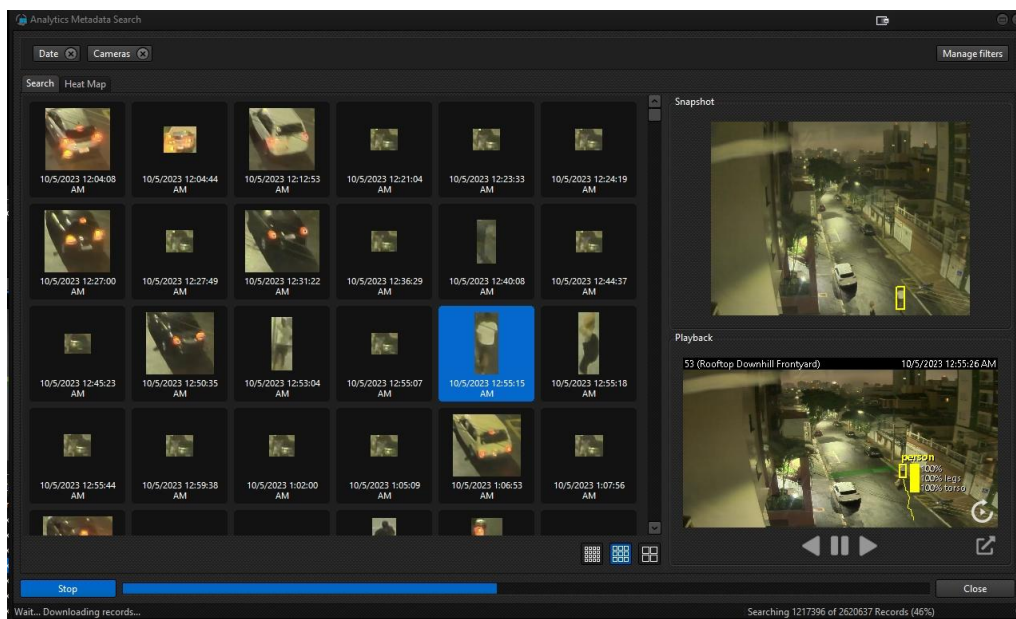 Analytics Metadata Search
Date
Cameras
Manage filters
Search
Heat Map
10/5/2023 12:04:08
AM
10/5/2023 12:04:44
AM
10/5/2023 12:12:53
AM
10/5/2023 12:21:04
AM
10/5/2023 12:23:33
AM
10/5/2023 12:24:19
AM
10/5/2023 12:27:00
AM
10/5/2023 12:27:49
AM
10/5/2023 12:31:22
AM
10/5/2023 12:36:29
AM
10/5/2023 12:40:08
AM
10/5/2023 12:44:37
AM
10/5/2023 12:45:23
AM
10/5/2023 12:50:35
AM
10/5/2023 12:53:04
AM
10/5/2023 12:55:07
AM
10/5/2023 12:55:15
AM
10/5/2023 12:55:18
AM
10/5/2023 12:55:44
AM
10/5/2023 12:59:38
AM
10/5/2023 1:02:00
AM
10/5/2023 1:05:09
AM
10/5/2023 1:06:53
AM
10/5/2023 1:07:56
AM
Snapshot
Playback
53 (Rooftop Downhill Frontyard) 10/5/2023 12:55:26 AM
person
100%
100% legs
100% torso
Stop
Close
Wait... Downloading records...
Searching 1217396 of 2620637 Records (46%)